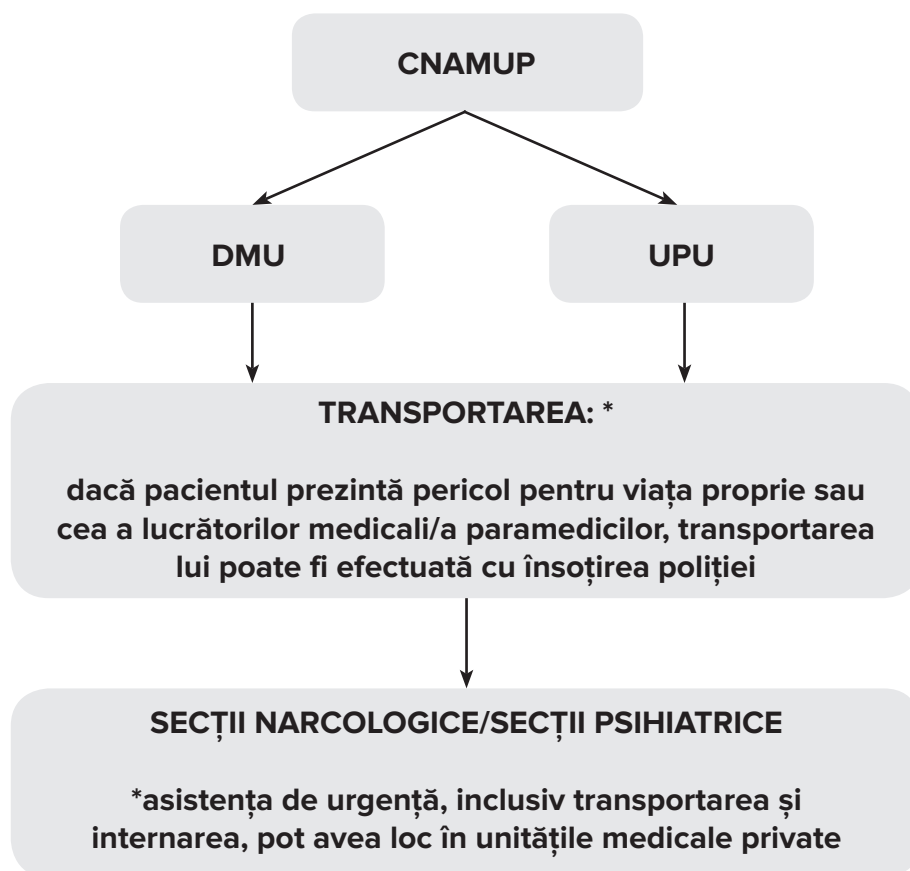 CNAMUP
DMU
UPU
TRANSPORTAREA: *
dacă pacientul prezintă pericol pentru viața proprie sau
cea a lucrătorilor medicali/a paramedicilor, transportarea
lui poate fi efectuată cu însoțirea poliției
SECȚII NARCOLOGICE/SECȚII PSIHIATRICE
*asistența de urgență, inclusiv transportarea și
internarea, pot avea loc în unitățile medicale private